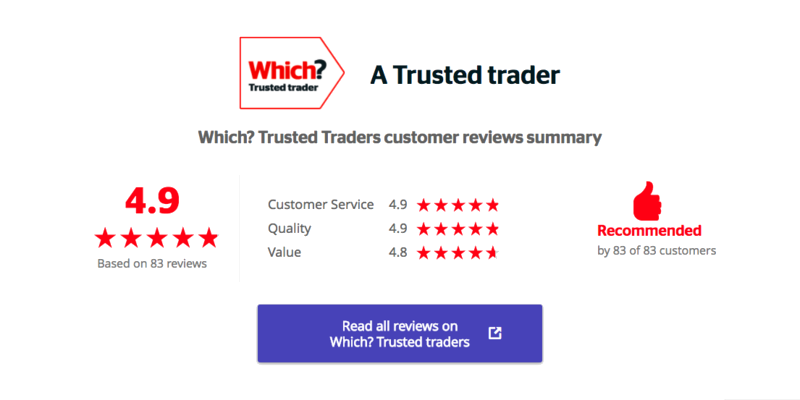 Which?
Trusted trader
A Trusted trader
Which? Trusted Traders customer reviews summary
4.9
Based on 83 reviews
Customer Service 4.9
Quality 4.9
Value 4.8
Recommended
by 83 of 83 customers
Read all reviews on
Which? Trusted traders